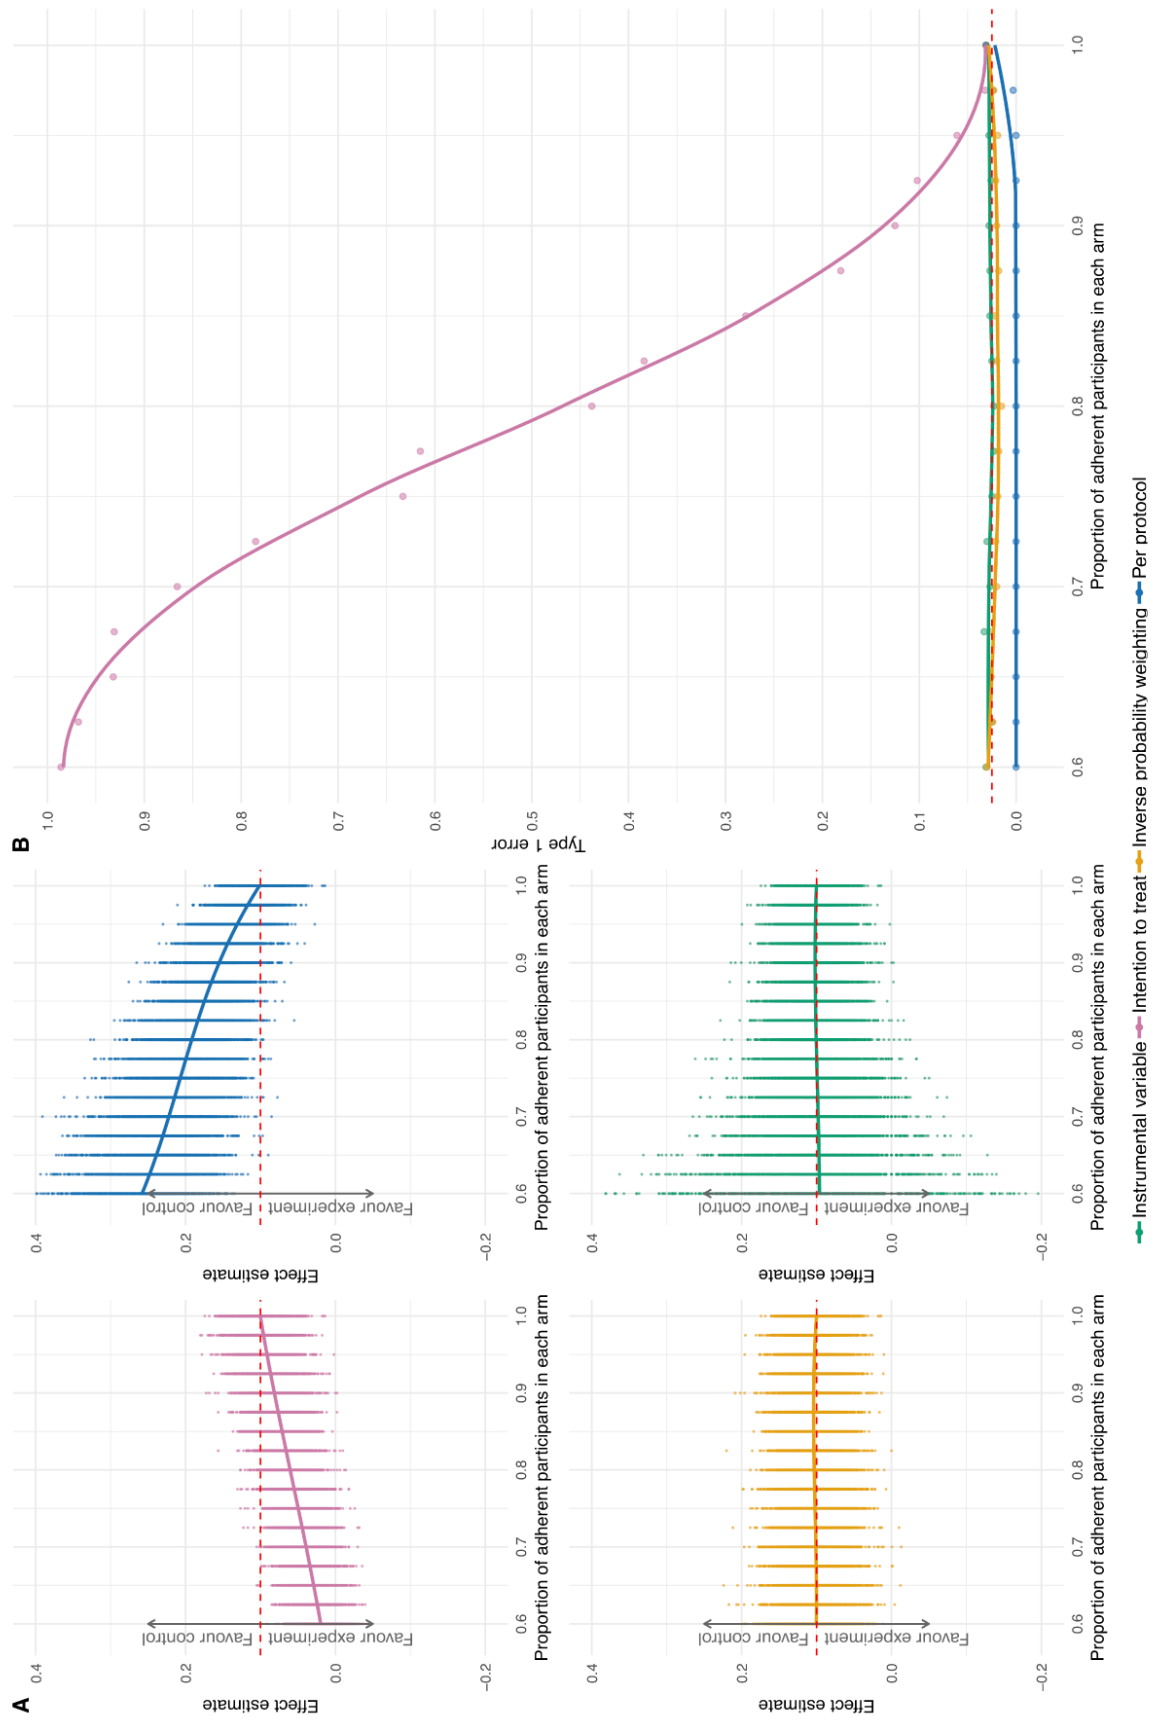 A
0.4
0.2
0.0
−0.2
Effect estimate
Favour control
Favour experiment
0.6 0.7 0.8 0.9 1.0
Proportion of adherent participants in each arm
0.4
0.2
0.0
−0.2
Effect estimate
Favour control
Favour experiment
0.6 0.7 0.8 0.9 1.0
Proportion of adherent participants in each arm
0.4
0.2
0.0
−0.2
Effect estimate
Favour control
Favour experiment
0.6 0.7 0.8 0.9 1.0
Proportion of adherent participants in each arm
0.4
0.2
0.0
−0.2
Effect estimate
Favour control
Favour experiment
0.6 0.7 0.8 0.9 1.0
Proportion of adherent participants in each arm
B
1.0
0.9
0.8
0.7
0.6
0.5
0.4
0.3
0.2
0.1
0.0
Type 1 error
0.6 0.7 0.8 0.9 1.0
Proportion of adherent participants in each arm
Instrumental variable Intention to treat Inverse probability weighting Per protocol